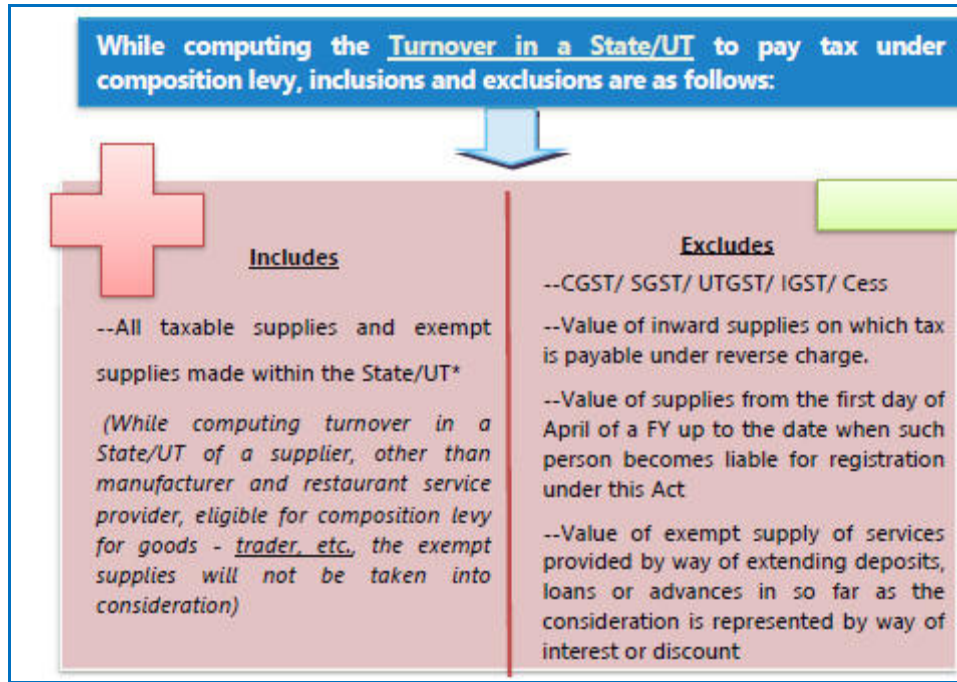 While computing the Turnover in a State/UT to pay tax under
composition levy, inclusions and exclusions are as follows:
Includes
--All taxable supplies and exempt
supplies made within the State/UT*
(While computing turnover in a
State/UT of a supplier, other than
manufacturer and restaurant service
provider, eligible for composition levy
for goods - trader, etc., the exempt
supplies will not be taken into
consideration)
Excludes
--CGST/ SGST/ UTGST/ IGST/ Cess
--Value of inward supplies on which tax
is payable under reverse charge.
--Value of supplies from the first day of
April of a FY up to the date when such
person becomes liable for registration
under this Act
--Value of exempt supply of services
provided by way of extending deposits,
loans or advances in so far as the
consideration is represented by way of
interest or discount